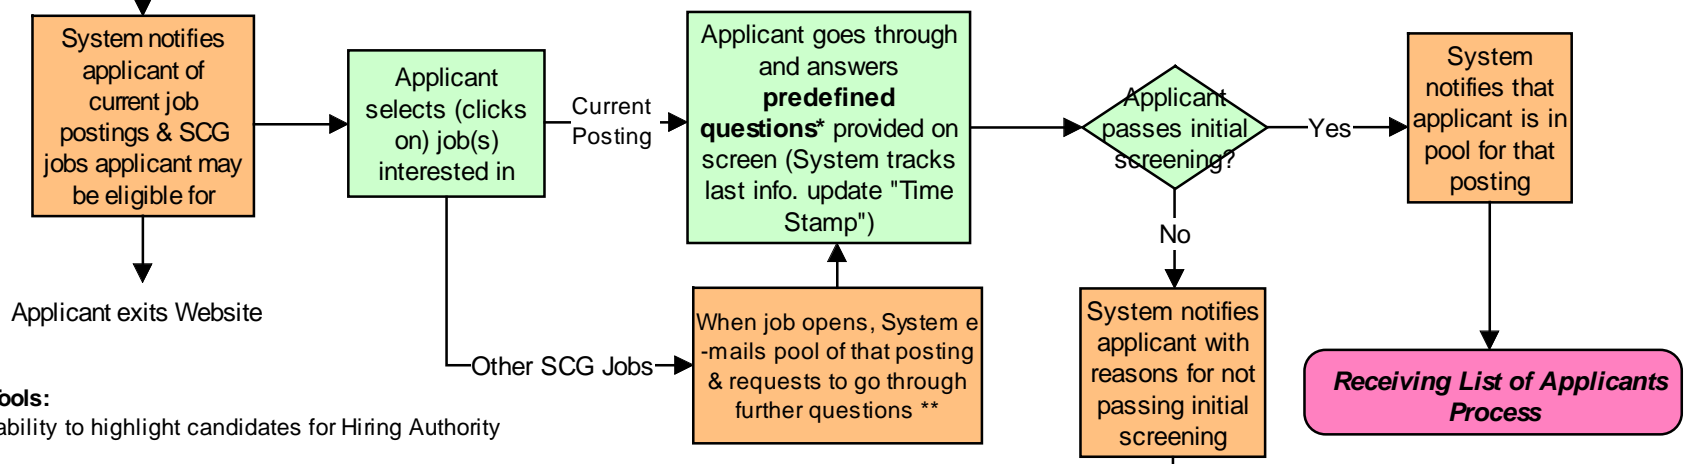 System notifies
applicant of
current job
postings & SCG
jobs applicant may
be eligible for
Applicant exits Website
Applicant
selects (clicks
on) job(s)
interested in
Current
Posting
Other SCG Jobs
Applicant goes through
and answers
predefined
questions* provided on
screen (System tracks
last info. update "Time
Stamp")
When job opens, System e
-mails pool of that posting
& requests to go through
further questions **
Applicant
passes initial
screening?
Yes
No
System notifies
applicant with
reasons for not
passing initial
screening
System
notifies that
applicant is in
pool for that
posting
Receiving List of Applicants
Process
ools:
ability to highlight candidates for Hiring Authority